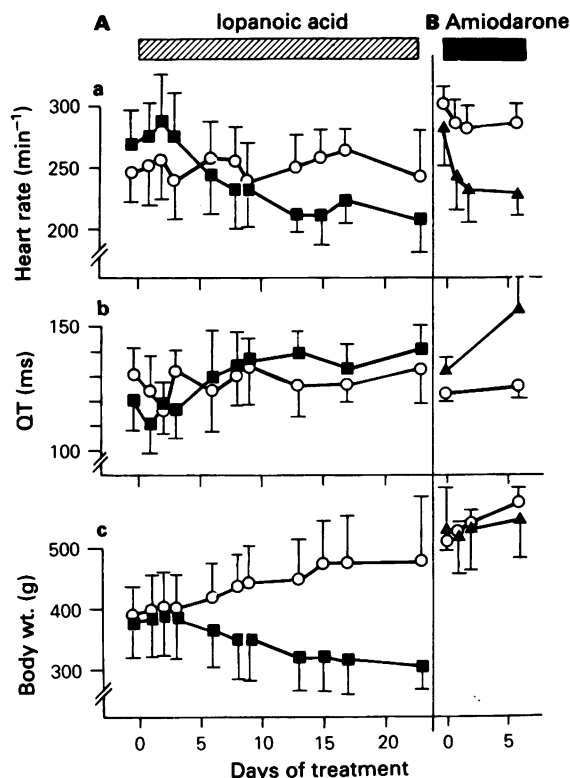 A
Iopanoic acid
B Amiodarone
a
300
250
200
Heart rate (min⁻¹)
b
150
100
QT (ms)
c
500
400
300
Body wt. (g)
0 5 10 15 20 0 5
Days of treatment